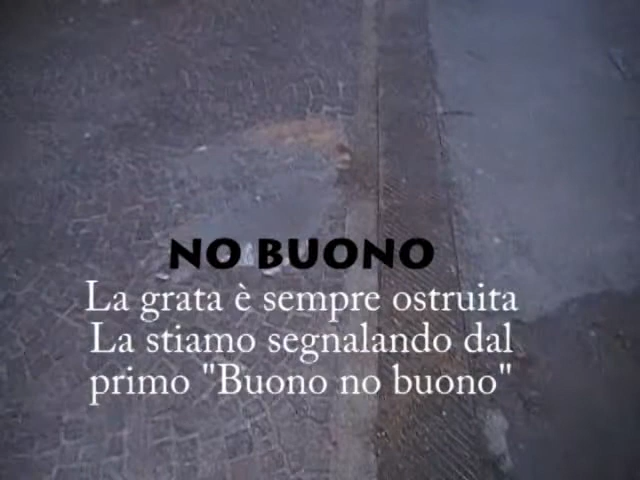 NO BUONO
La grata è sempre ostruita
La stiamo segnalando dal
primo "Buono no buono"